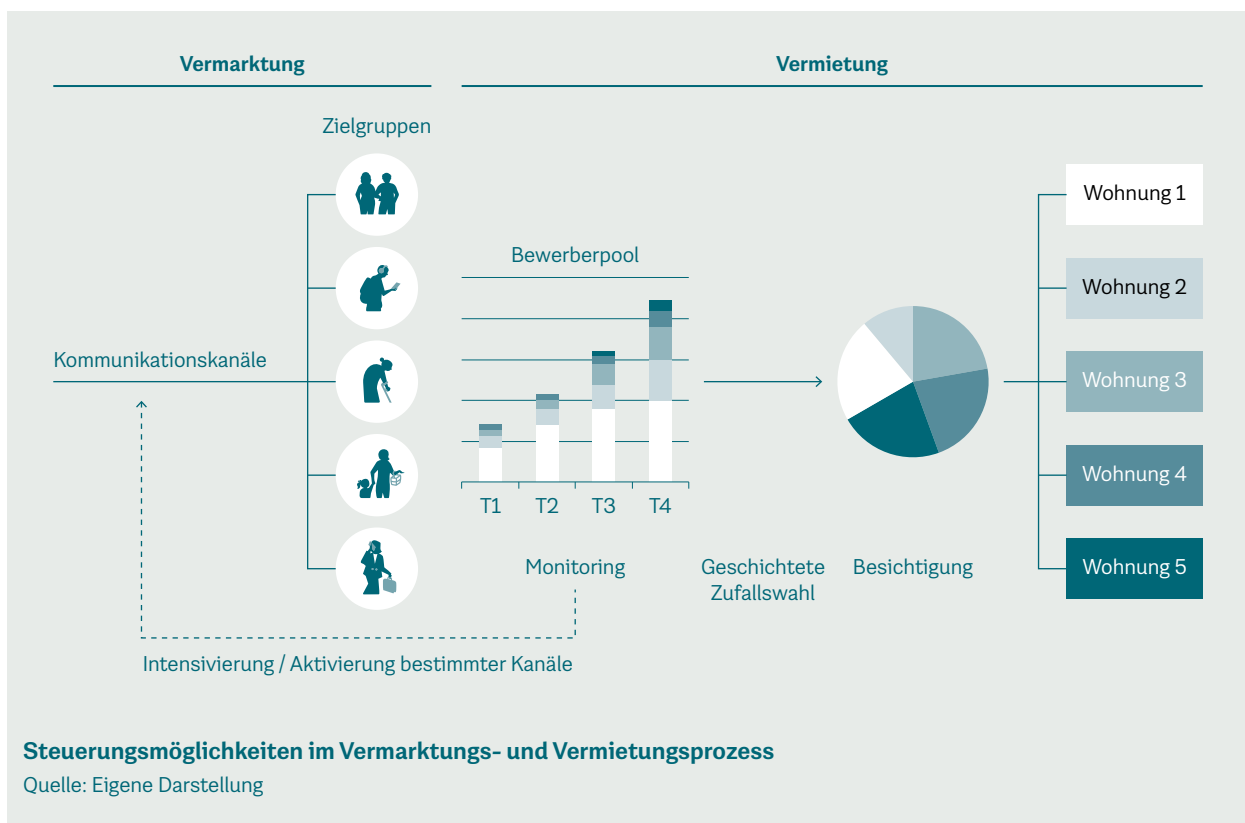 Vermarktung
Vermietung
Zielgruppen
Kommunikationskanäle
Bewerberpool
T1
T2
T3
T4
Monitoring
Geschichtete
Zufallswahl
Besichtigung
Wohnung 1
Wohnung 2
Wohnung 3
Wohnung 4
Wohnung 5
Intensivierung / Aktivierung bestimmter Kanäle
Steuerungsmöglichkeiten im Vermarktungs- und Vermietungsprozess
Quelle: Eigene Darstellung